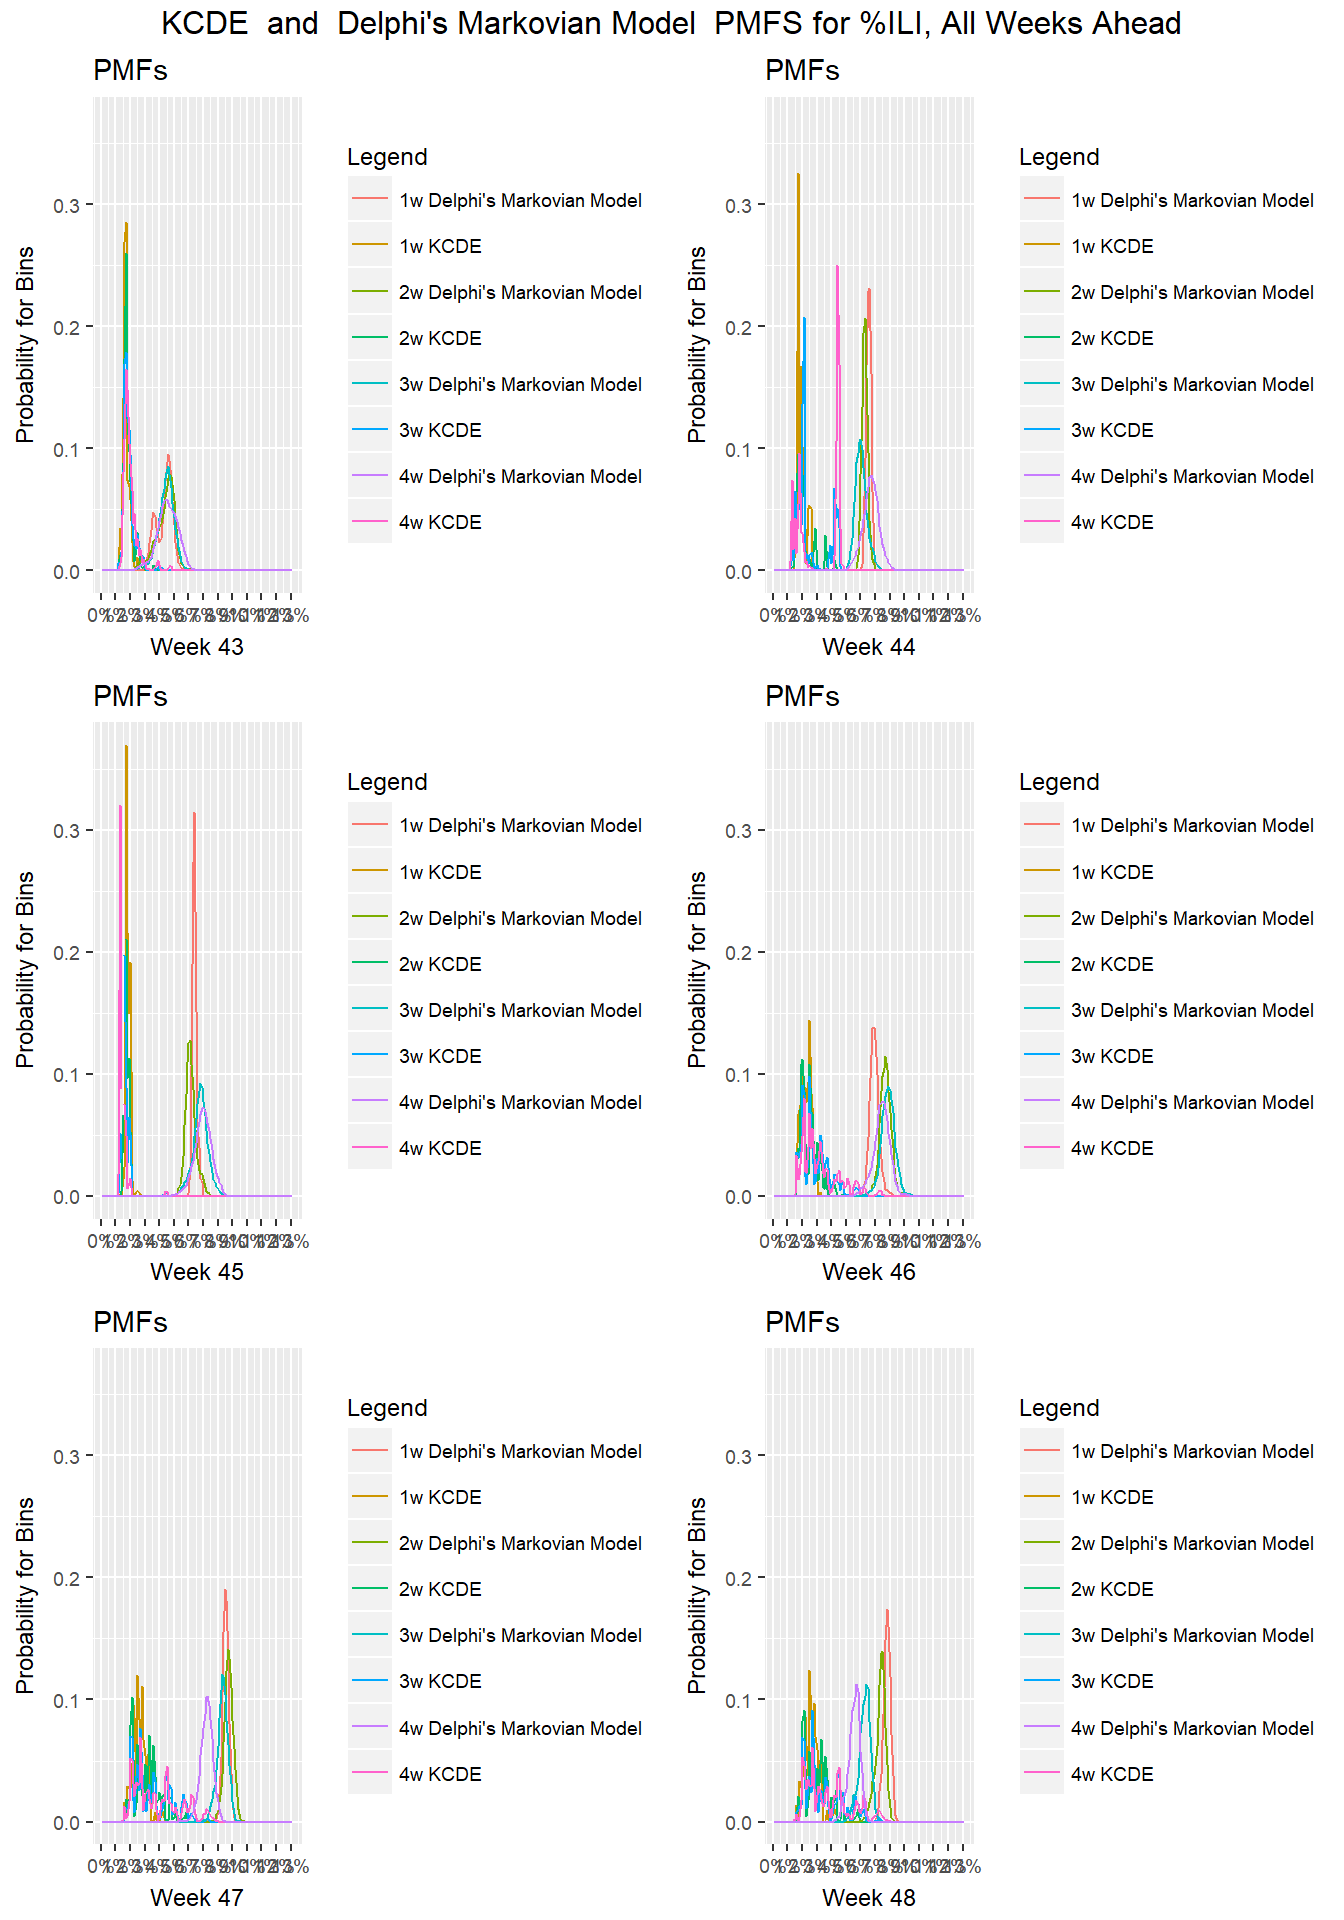 KCDE  and  Delphi's Markovian Model  PMFS for %ILI, All Weeks Ahead
PMFs
Probability for Bins
0.3
0.2
0.1
0.0
Week 43
Legend
1w Delphi's Markovian Model
1w KCDE
2w Delphi's Markovian Model
2w KCDE
3w Delphi's Markovian Model
3w KCDE
4w Delphi's Markovian Model
4w KCDE
PMFs
Probability for Bins
0.3
0.2
0.1
0.0
Week 44
Legend
1w Delphi's Markovian Model
1w KCDE
2w Delphi's Markovian Model
2w KCDE
3w Delphi's Markovian Model
3w KCDE
4w Delphi's Markovian Model
4w KCDE
PMFs
Probability for Bins
0.3
0.2
0.1
0.0
Week 45
Legend
1w Delphi's Markovian Model
1w KCDE
2w Delphi's Markovian Model
2w KCDE
3w Delphi's Markovian Model
3w KCDE
4w Delphi's Markovian Model
4w KCDE
PMFs
Probability for Bins
0.3
0.2
0.1
0.0
Week 46
Legend
1w Delphi's Markovian Model
1w KCDE
2w Delphi's Markovian Model
2w KCDE
3w Delphi's Markovian Model
3w KCDE
4w Delphi's Markovian Model
4w KCDE
PMFs
Probability for Bins
0.3
0.2
0.1
0.0
Week 47
Legend
1w Delphi's Markovian Model
1w KCDE
2w Delphi's Markovian Model
2w KCDE
3w Delphi's Markovian Model
3w KCDE
4w Delphi's Markovian Model
4w KCDE
PMFs
Probability for Bins
0.3
0.2
0.1
0.0
Week 48
Legend
1w Delphi's Markovian Model
1w KCDE
2w Delphi's Markovian Model
2w KCDE
3w Delphi's Markovian Model
3w KCDE
4w Delphi's Markovian Model
4w KCDE